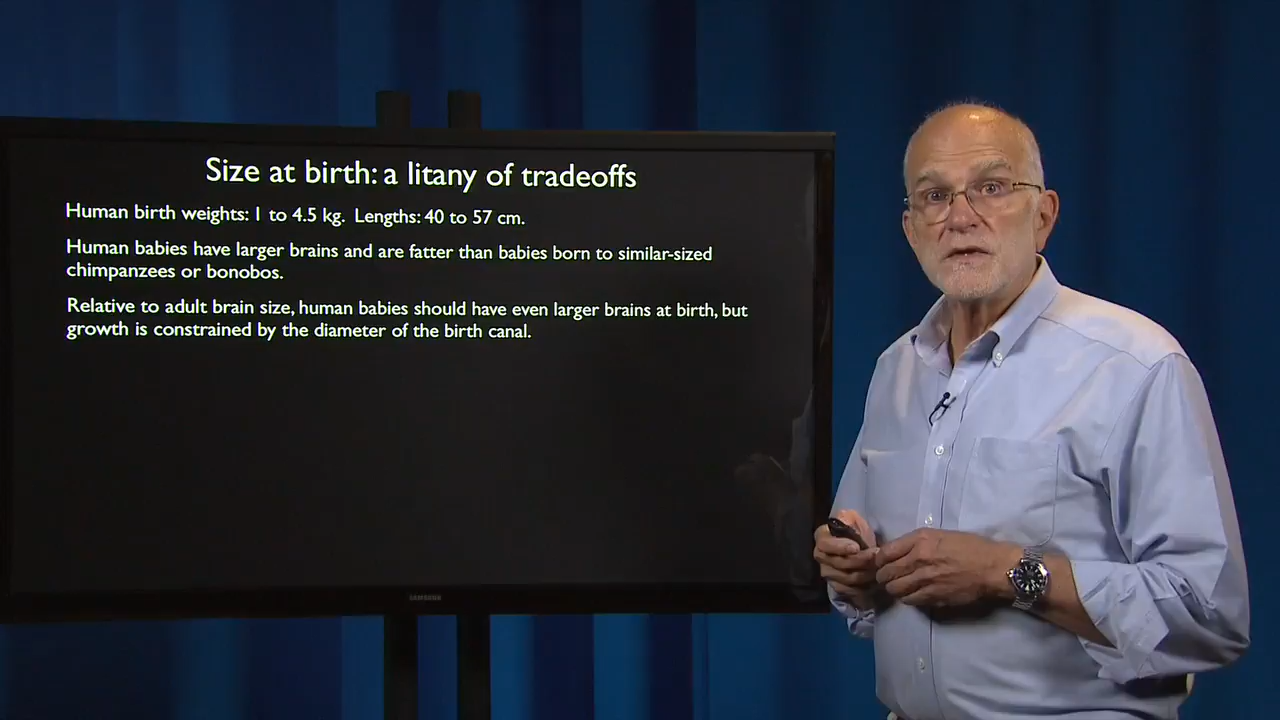 Size at birth: a litany of tradeoffs
Human birth weights: 1 to 4.5 kg. Lengths: 40 to 57 cm.
Human babies have larger brains and are fatter than babies born to similar-sized
chimpanzees or bonobos.
Relative to adult brain size, human babies should have even larger brains at birth, but
growth is constrained by the diameter of the birth canal.
SAMSUNG